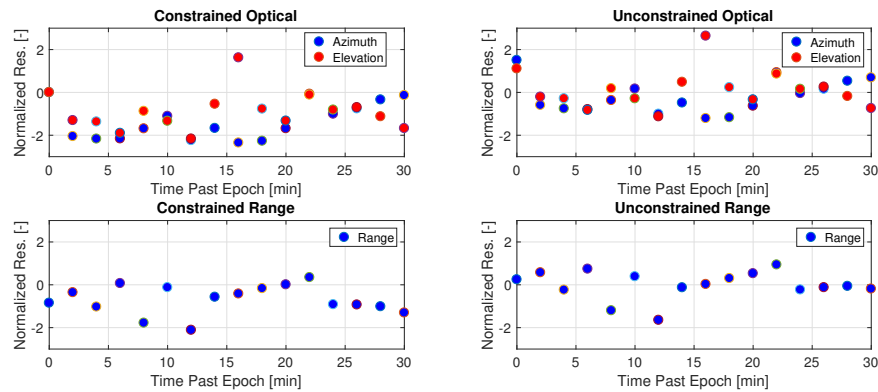 Constrained Optical
Normalized Res. [-]
2
0
-2
Azimuth
Elevation
0 5 10 15 20 25 30
Time Past Epoch [min]
Unconstrained Optical
Normalized Res. [-]
2
0
-2
Azimuth
Elevation
0 5 10 15 20 25 30
Time Past Epoch [min]
Constrained Range
Normalized Res. [-]
2
0
-2
Range
0 5 10 15 20 25 30
Time Past Epoch [min]
Unconstrained Range
Normalized Res. [-]
2
0
-2
Range
0 5 10 15 20 25 30
Time Past Epoch [min]